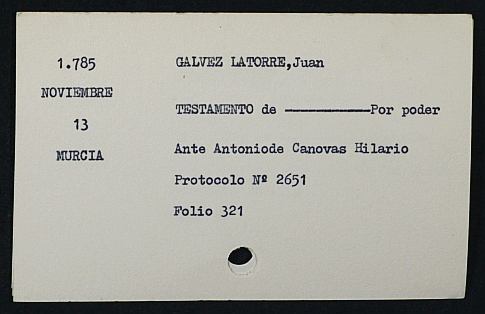 1.785
NOVIEMBRE
13
MURCIA
GALVEZ LATORRE,Juan
TESTAMENTO de ——————Por poder
Ante Antoniode Canovas Hilario
Protocolo Nº 2651
Folio 321